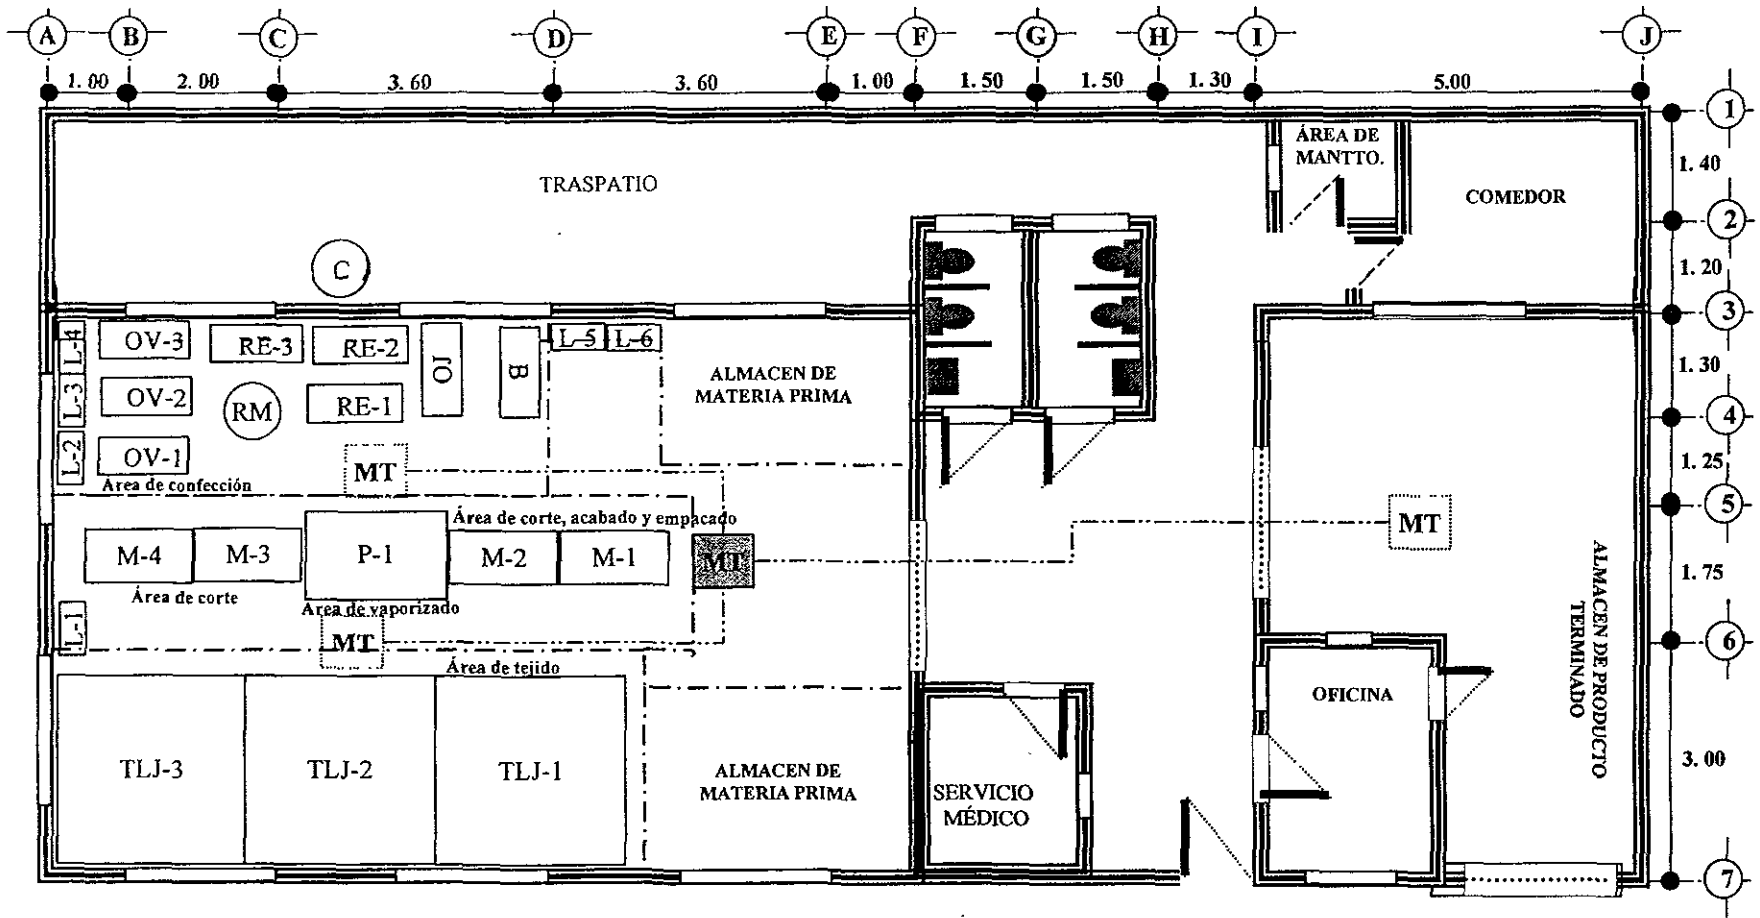 A B C D E F G H I J
1. 00 2. 00 3. 60 3. 60 1. 00 1. 50 1. 50 1. 30 5.00
1
1. 40
2
1. 20
3
1. 30
4
1. 25
5
1. 75
6
3. 00
7
TRASPATIO
ÁREA DE
MANTTO.
COMEDOR
C
L-4
OV-3
RE-3
RE-2
OJ
B
L-5
L-6
L-3
OV-2
RM
RE-1
L-2
OV-1
MT
Área de confección
ALMACEN DE
MATERIA PRIMA
Área de corte, acabado y empacado
M-4
M-3
P-1
M-2
M-1
MT
MT
Área de corte
Area de vaporizado
L-1
MT
Área de tejido
TLJ-3
TLJ-2
TLJ-1
ALMACEN DE
MATERIA PRIMA
SERVICIO
MÉDICO
OFICINA
ALMACEN DE PRODUCTO
TERMINADO